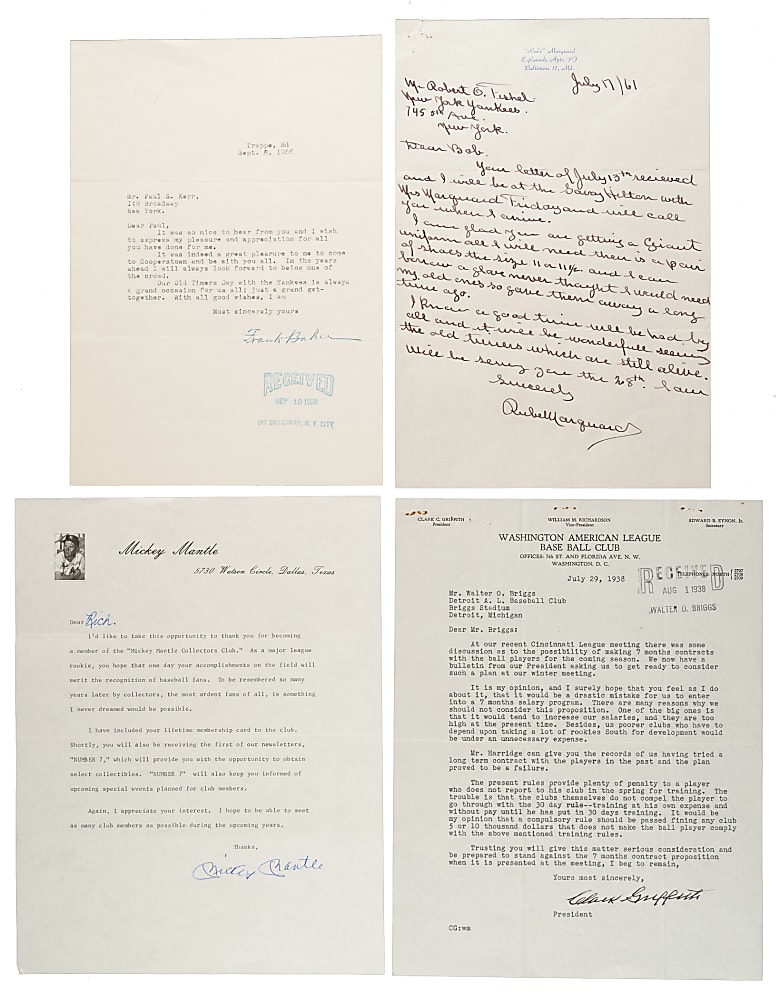 Trappe, Md
Sept. 8, 1956
Mr. Paul S. Kerr,
149 Broadway
New York.
Dear Paul,
It was so nice to hear from you and I wish
to express my pleasure and appreciation for all
you have done for me.
It was indeed a great pleasure to me to come
to Cooperstown and be with you all. In the years
ahead I will always look forward to being one of
the crowd.
Our Old Timers Day with the Yankees is always
a grand occasion for us all; just a grand get-
together. With all good wishes, I am
Most sincerely yours
Frank Baker
RECEIVED
SEP 10
149 BROADWAY, N. Y. CITY
"Rube" Marquard
Esplanade Apts.
Baltimore 17, Md.
July 17/61
Mr Robert O. Fishel
New York Yankees.
745 5th Ave.
New York.
Dear Bob.
Your letter of July 13th recieved
and I will be at the Savoy Hilton with
Mrs Marquard Friday and will call
you when I arrive.
I am glad you are getting a Giant
uniform all I will need then is a pair
of shoes the size 11 or 11½ and I can
borrow a glove never thought I would need
my old ones so gave them away a long
time ago.
I know a good time will be had by
all and it will be wonderfull seeing
the old timers which are still alive.
Will be seing you the 28th. I am
Sincerely
Rube Marquard
Mickey Mantle
5730 Watson Circle, Dallas, Texas
Dear Rich.
I'd like to take this opportunity to thank you for becoming
a member of the "Mickey Mantle Collectors Club." As a major league
rookie, you hope that one day your accomplishments on the field will
merit the recognition of baseball fans. To be remembered so many
years later by collectors, the most ardent fans of all, is something
I never dreamed would be possible.
I have included your lifetime membership card to the club.
Shortly, you will also be receiving the first of our newsletters,
"NUMBER 7," which will provide you with the opportunity to obtain
select collectibles. "NUMBER 7" will also keep you informed of
upcoming special events planned for club members.
Again, I appreciate your interest. I hope to be able to meet
as many club members as possible during the upcoming years.
Thanks,
Mickey Mantle
CLARK C. GRIFFITH
President
WILLIAM M. RICHARDSON
Vice-President
EDWARD B. EYNON, Jr.
Secretary
WASHINGTON AMERICAN LEAGUE
BASE BALL CLUB
OFFICES: 7th ST. AND FLORIDA AVE. N. W.
WASHINGTON, D. C.
TELEPHONES, NORTH
July 29, 1938
RECEIVED
AUG 1 1938
WALTER O. BRIGGS
Mr. Walter O. Briggs
Detroit A. L. Baseball Club
Briggs Stadium
Detroit, Michigan
Dear Mr. Briggs:
At our recent Cincinnati League meeting there was some
discussion as to the possibility of making 7 months contracts
with the ball players for the coming season. We now have a
bulletin from our President asking us to get ready to consider
such a plan at our winter meeting.
It is my opinion, and I surely hope that you feel as I do
about it, that it would be a drastic mistake for us to enter
into a 7 months salary program. There are many reasons why we
should not consider this proposition. One of the big ones is
that it would tend to increase our salaries, and they are too
high at the present time. Besides, us poorer clubs who have to
depend upon taking a lot of rookies South for development would
be under an unnecessary expense.
Mr. Harridge can give you the records of us having tried a
long term contract with the players in the past and the plan
proved to be a failure.
The present rules provide plenty of penalty to a player
who does not report to his club in the spring for training. The
trouble is that the clubs themselves do not compel the player to
go through with the 30 day rule--training at his own expense and
without pay until he has put in 30 days training. It would be
my opinion that a compulsory rule should be passed fining any club
5 or 10 thousand dollars that does not make the ball player comply
with the above mentioned training rules.
Trusting you will give this matter serious consideration and
be prepared to stand against the 7 months contract proposition
when it is presented at the meeting, I beg to remain,
Yours most sincerely,
Clark Griffith
President
CG:wm